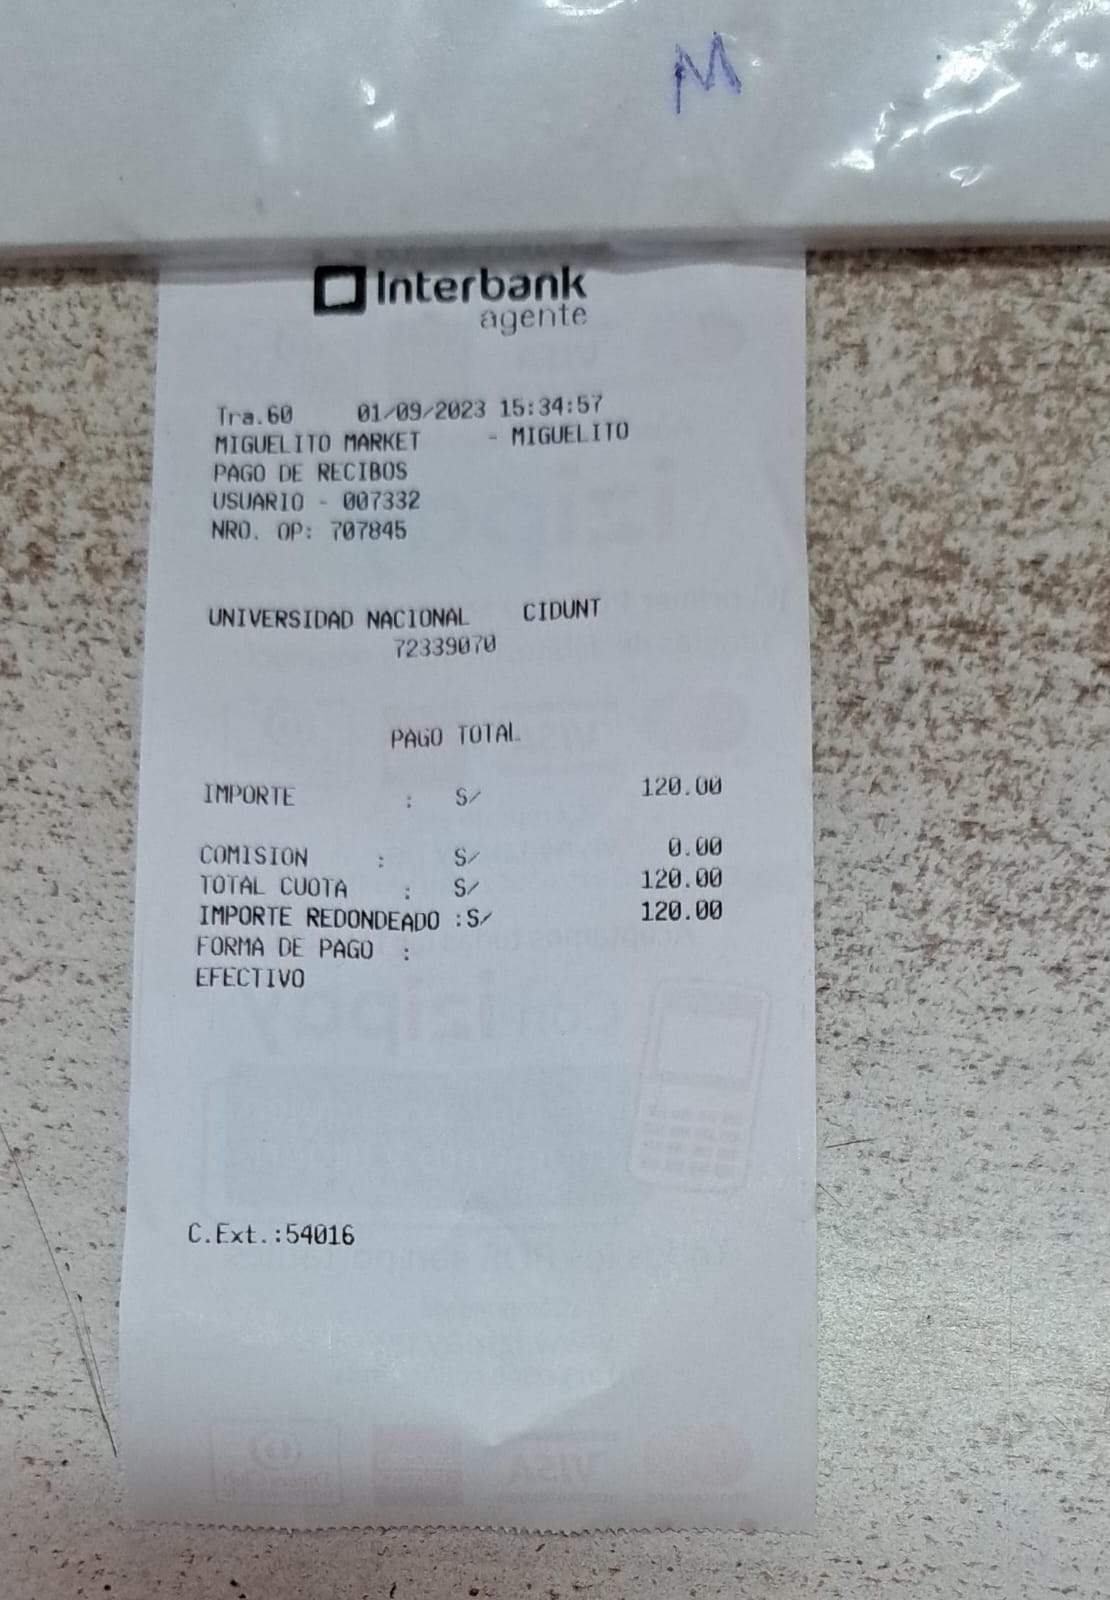 M
Interbank
agente
Tra.60 01/09/2023 15:34:57
MIGUELITO MARKET - MIGUELITO
PAGO DE RECIBOS
USUARIO - 007332
NRO. OP: 707845
UNIVERSIDAD NACIONAL CIDUNT
72339070
PAGO TOTAL
IMPORTE : S/ 120.00
COMISION : S/ 0.00
TOTAL CUOTA : S/ 120.00
IMPORTE REDONDEADO :S/ 120.00
FORMA DE PAGO :
EFECTIVO
C.Ext.:54016